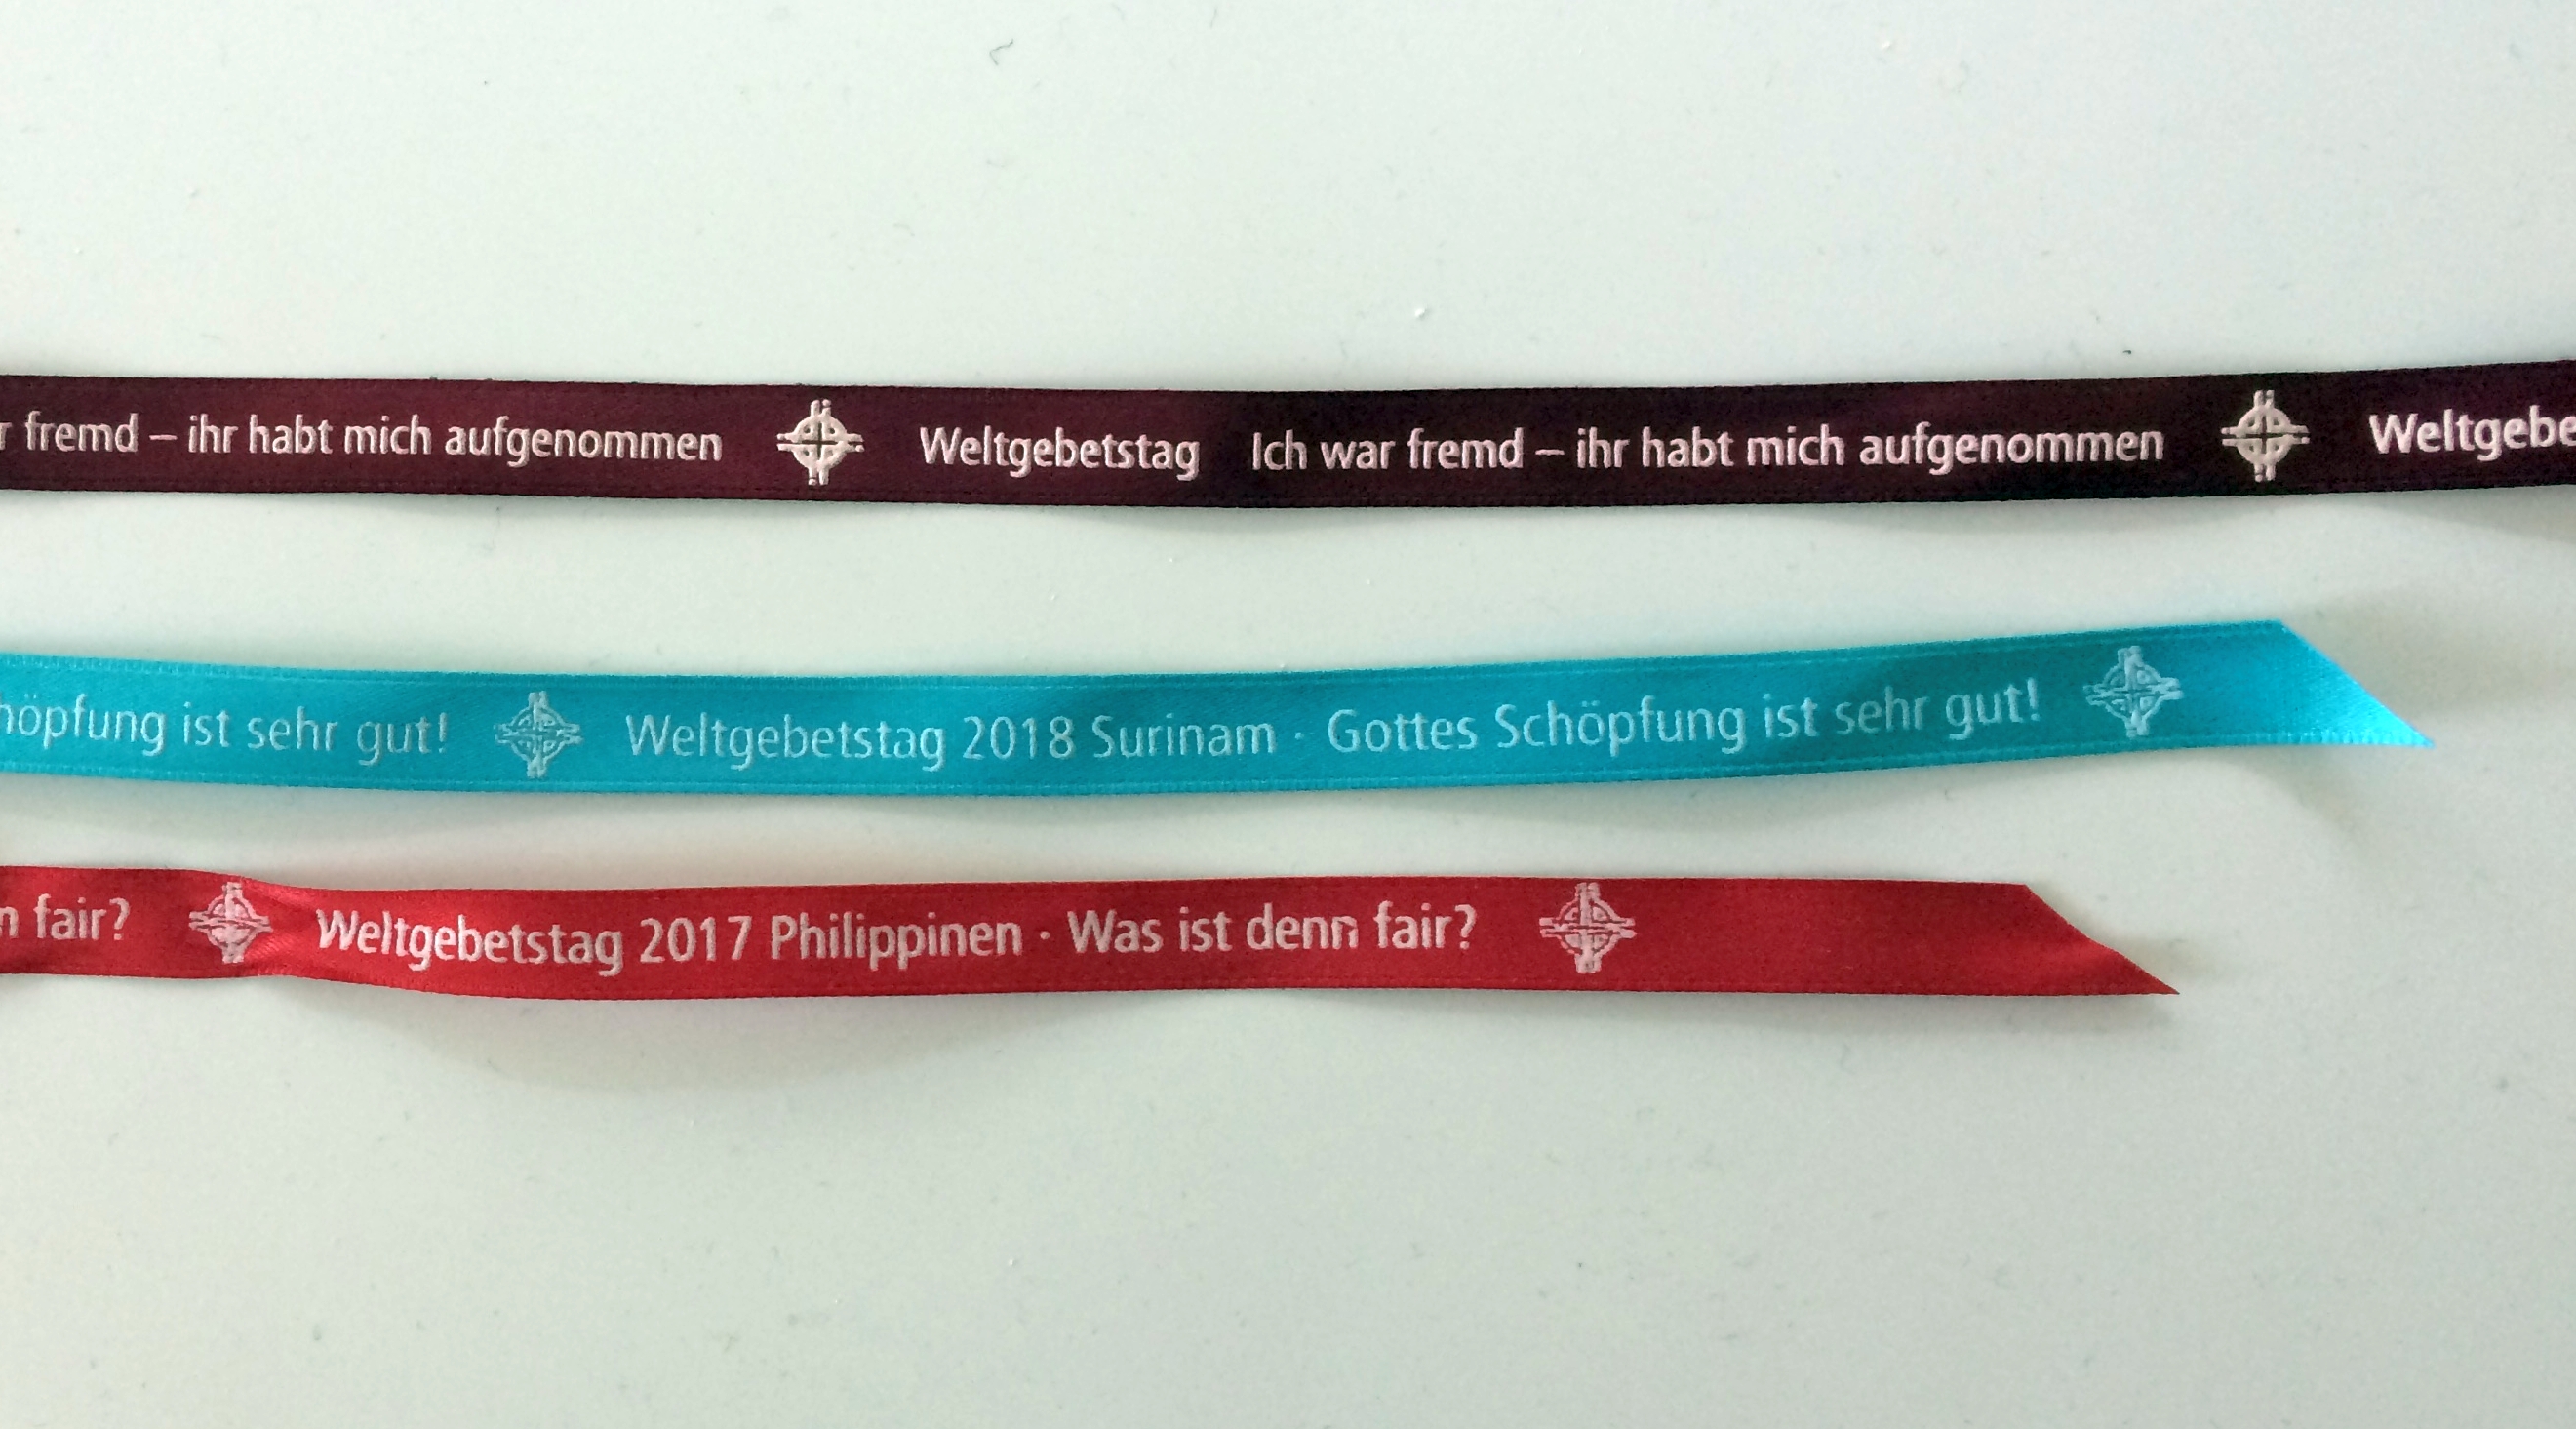 r fremd – ihr habt mich aufgenommen Weltgebetstag Ich war fremd – ihr habt mich aufgenommen Weltgebe
höpfung ist sehr gut! Weltgebetstag 2018 Surinam · Gottes Schöpfung ist sehr gut!
n fair? Weltgebetstag 2017 Philippinen · Was ist denn fair?